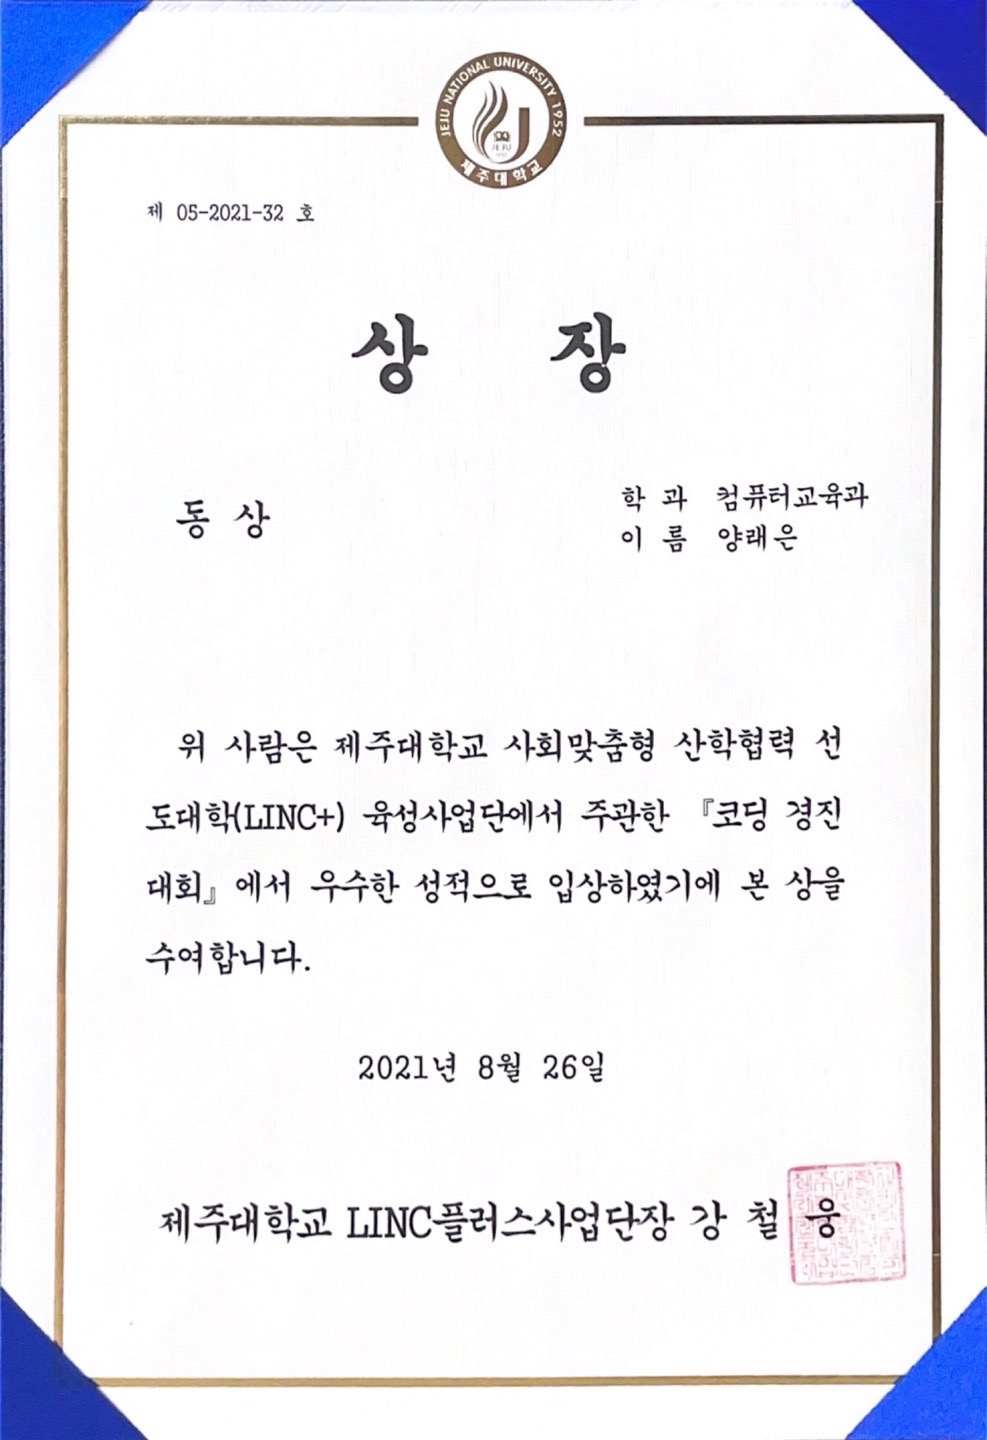 JEJU NATIONAL UNIVERSITY 1952
JEJU
1952
제주대학교
제 05-2021-32 호
상 장
동 상
학 과 컴퓨터교육과
이 름 양래은
위 사람은 제주대학교 사회맞춤형 산학협력 선
도대학(LINC+) 육성사업단에서 주관한 『코딩 경진
대회』에서 우수한 성적으로 입상하였기에 본 상을
수여합니다.
2021년 8월 26일
제주대학교 LINC플러스사업단장 강 철 웅